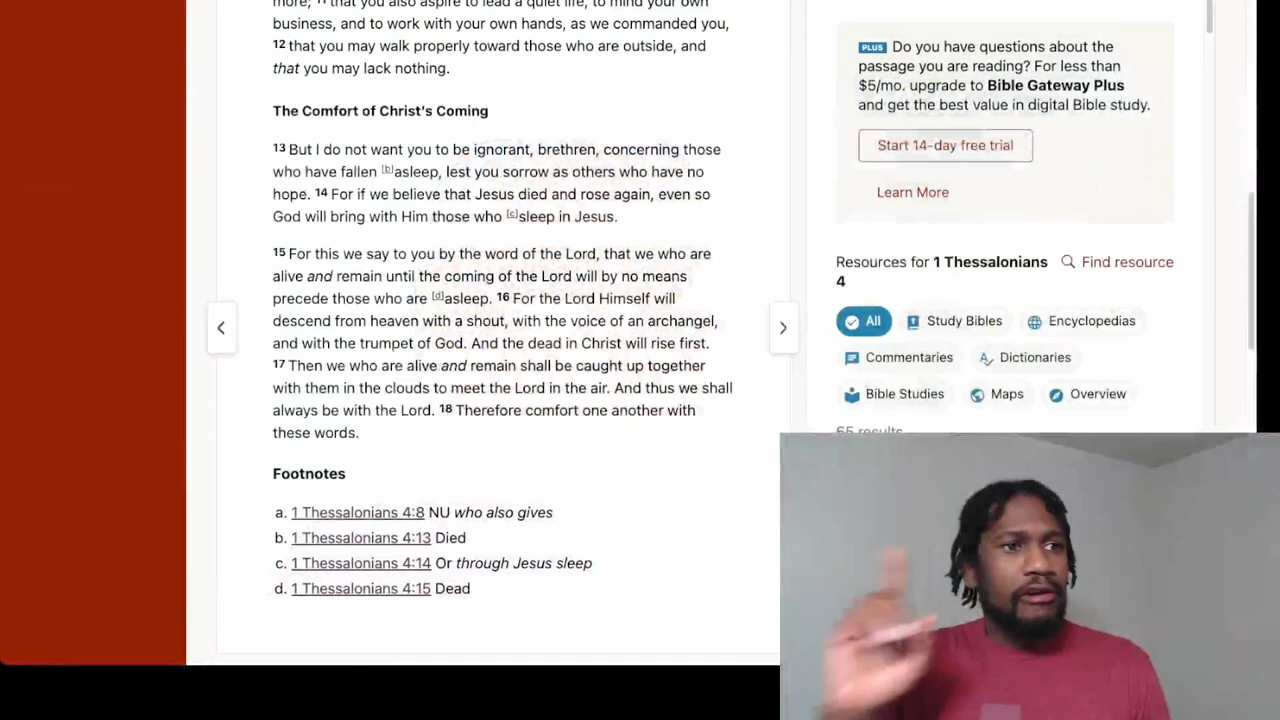 more; 11 that you also aspire to lead a quiet life, to mind your own
business, and to work with your own hands, as we commanded you,
12 that you may walk properly toward those who are outside, and
that you may lack nothing.
The Comfort of Christ's Coming
13 But I do not want you to be ignorant, brethren, concerning those
who have fallen [b]asleep, lest you sorrow as others who have no
hope. 14 For if we believe that Jesus died and rose again, even so
God will bring with Him those who [c]sleep in Jesus.
15 For this we say to you by the word of the Lord, that we who are
alive and remain until the coming of the Lord will by no means
precede those who are [d]asleep. 16 For the Lord Himself will
descend from heaven with a shout, with the voice of an archangel,
and with the trumpet of God. And the dead in Christ will rise first.
17 Then we who are alive and remain shall be caught up together
with them in the clouds to meet the Lord in the air. And thus we shall
always be with the Lord. 18 Therefore comfort one another with
these words.
Footnotes
a. 1 Thessalonians 4:8 NU who also gives
b. 1 Thessalonians 4:13 Died
c. 1 Thessalonians 4:14 Or through Jesus sleep
d. 1 Thessalonians 4:15 Dead
PLUS Do you have questions about the
passage you are reading? For less than
$5/mo. upgrade to Bible Gateway Plus
and get the best value in digital Bible study.
Start 14-day free trial
Learn More
Resources for 1 Thessalonians
4
Find resource
All Study Bibles Encyclopedias
Commentaries Dictionaries
Bible Studies Maps Overview
65 results